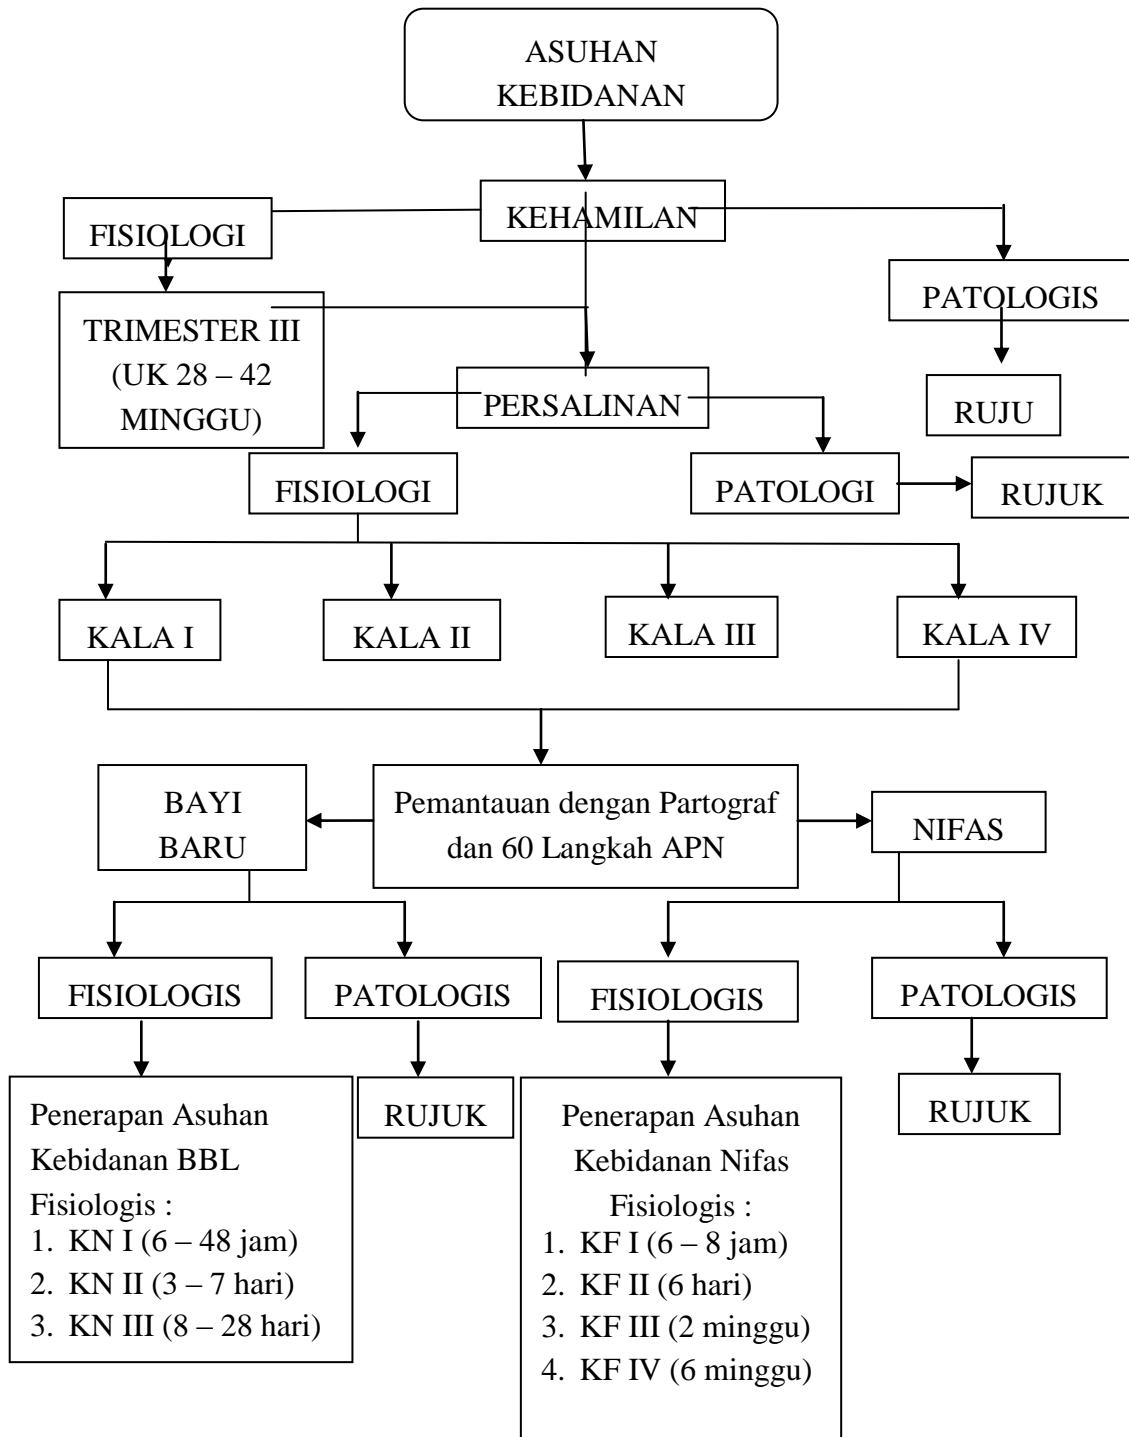 ASUHAN
KEBIDANAN
KEHAMILAN
FISIOLOGI
PATOLOGIS
TRIMESTER III
(UK 28 – 42
MINGGU)
RUJU
PERSALINAN
FISIOLOGI
PATOLOGI
RUJUK
KALA I
KALA II
KALA III
KALA IV
BAYI
BARU
Pemantauan dengan Partograf
dan 60 Langkah APN
NIFAS
FISIOLOGIS
PATOLOGIS
FISIOLOGIS
PATOLOGIS
Penerapan Asuhan
Kebidanan BBL
Fisiologis :
1. KN I (6 – 48 jam)
2. KN II (3 – 7 hari)
3. KN III (8 – 28 hari)
RUJUK
Penerapan Asuhan
Kebidanan Nifas
Fisiologis :
1. KF I (6 – 8 jam)
2. KF II (6 hari)
3. KF III (2 minggu)
4. KF IV (6 minggu)
RUJUK